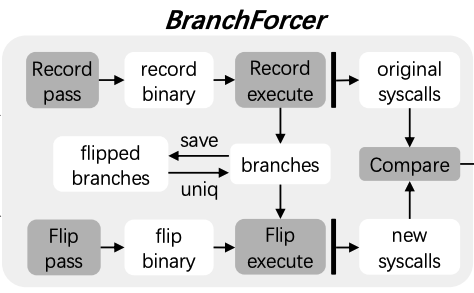 BranchForcer
Record pass
record binary
Record execute
original syscalls
flipped branches
save
uniq
branches
Compare
Flip pass
flip binary
Flip execute
new syscalls